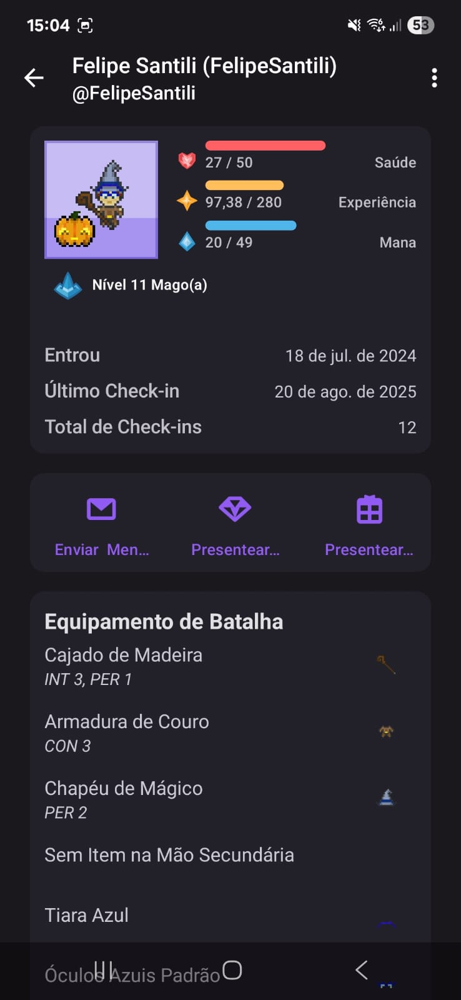 15:04
53
Felipe Santili (FelipeSantili)
@FelipeSantili
27 / 50 Saúde
97,38 / 280 Experiência
20 / 49 Mana
Nível 11 Mago(a)
Entrou 18 de jul. de 2024
Último Check-in 20 de ago. de 2025
Total de Check-ins 12
Enviar Men... Presentear... Presentear...
Equipamento de Batalha
Cajado de Madeira
INT 3, PER 1
Armadura de Couro
CON 3
Chapéu de Mágico
PER 2
Sem Item na Mão Secundária
Tiara Azul
Óculos Azuis Padrão